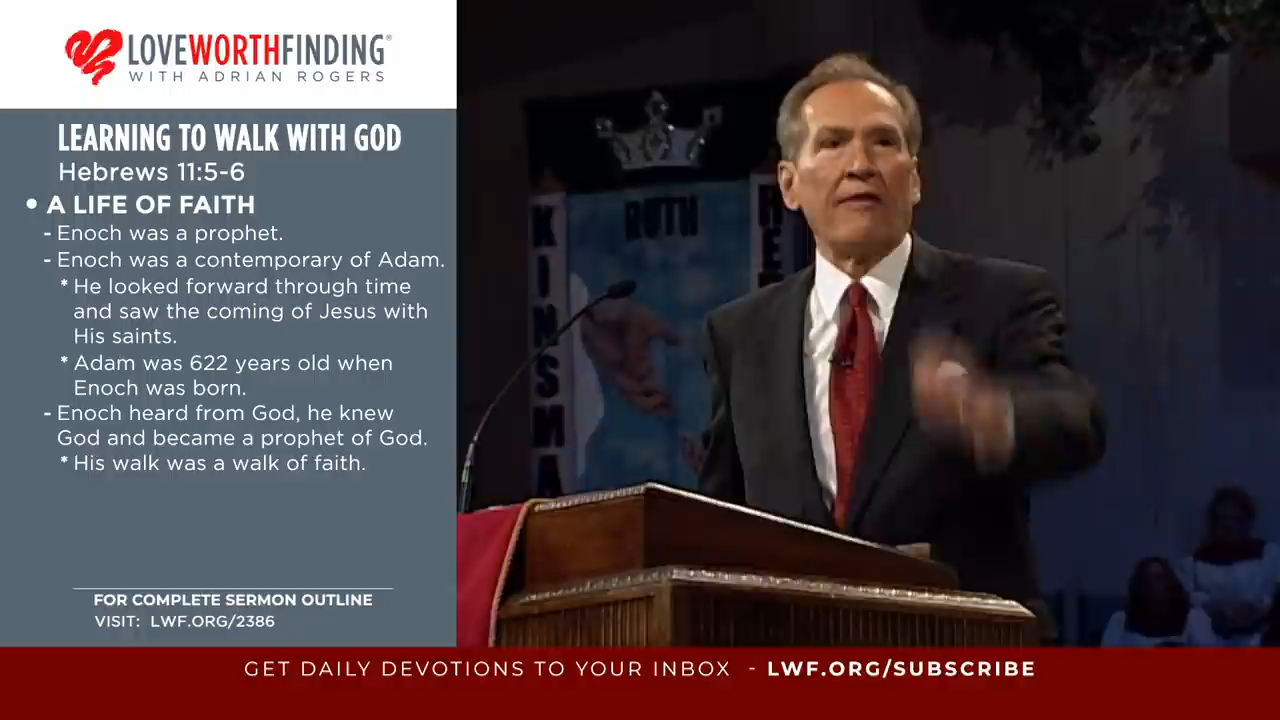 LOVEWORTHFINDING®
WITH ADRIAN ROGERS
LEARNING TO WALK WITH GOD
Hebrews 11:5-6
• A LIFE OF FAITH
- Enoch was a prophet.
- Enoch was a contemporary of Adam.
* He looked forward through time
and saw the coming of Jesus with
His saints.
* Adam was 622 years old when
Enoch was born.
- Enoch heard from God, he knew
God and became a prophet of God.
* His walk was a walk of faith.
FOR COMPLETE SERMON OUTLINE
VISIT: LWF.ORG/2386
KINSMA
RUTH
GET DAILY DEVOTIONS TO YOUR INBOX - LWF.ORG/SUBSCRIBE